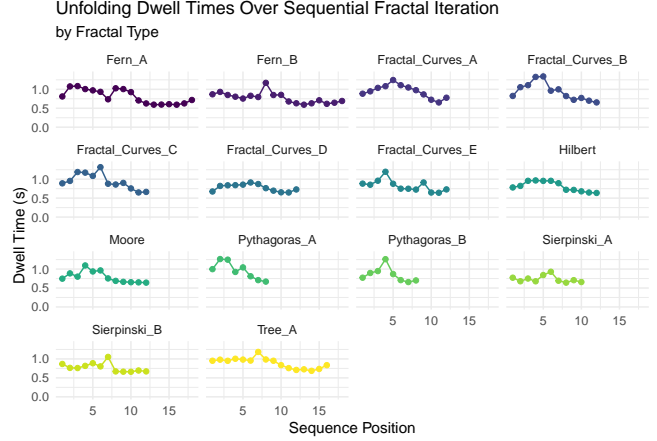 Unfolding Dwell Times Over Sequential Fractal Iteration
by Fractal Type
Fern_A Fern_B Fractal_Curves_A Fractal_Curves_B
1.0
0.5
0.0
Fractal_Curves_C Fractal_Curves_D Fractal_Curves_E Hilbert
1.0
0.5
0.0
Moore Pythagoras_A Pythagoras_B Sierpinski_A
1.0
0.5
0.0
5 10 15 5 10 15
Sierpinski_B Tree_A
1.0
0.5
0.0
5 10 15 5 10 15
Dwell Time (s)
Sequence Position